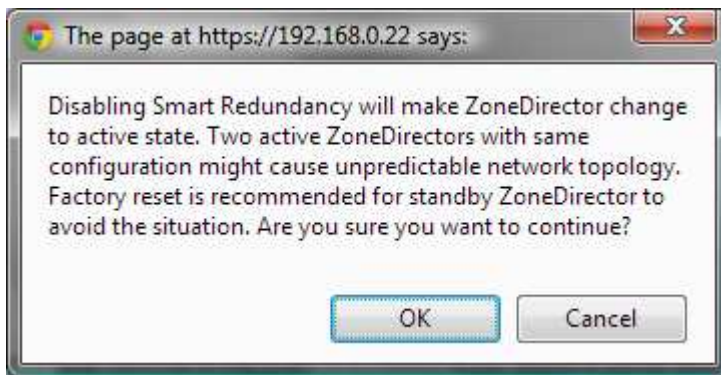 The page at https://192.168.0.22 says:
Disabling Smart Redundancy will make ZoneDirector change
to active state. Two active ZoneDirectors with same
configuration might cause unpredictable network topology.
Factory reset is recommended for standby ZoneDirector to
avoid the situation. Are you sure you want to continue?
OK
Cancel